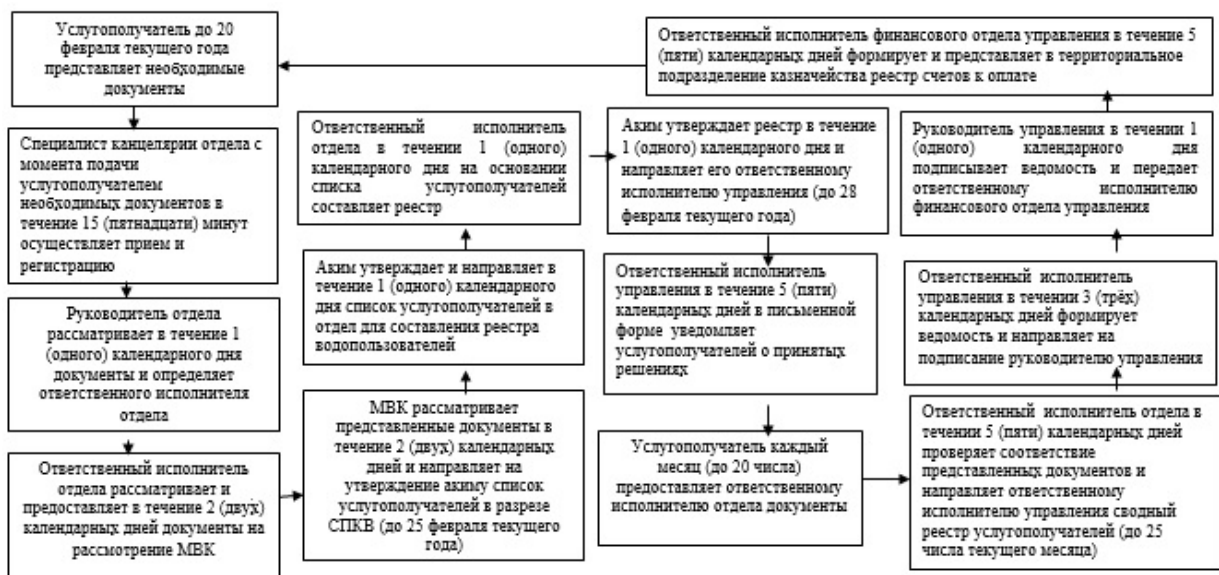 Услугополучатель до 20
февраля текущего года
представляет необходимые
документы
Специалист канцелярии отдела с
момента подачи
услугополучателем
необходимых документов в
течение 15 (пятнадцати) минут
осуществляет прием и
регистрацию
Руководитель отдела
рассматривает в течение 1
(одного) календарного дня
документы и определяет
ответственного исполнителя
отдела
Ответственный исполнитель
отдела рассматривает и
предоставляет в течение 2 (двух)
календарных дней документы на
рассмотрение МВК
МВК рассматривает
представленные документы в
течение 2 (двух) календарных
дней и направляет на
утверждение акиму список
услугополучателей в разрезе
СПКВ (до 25 февраля текущего
года)
Аким утверждает и направляет в
течение 1 (одного) календарного
дня список услугополучателей в
отдел для составления реестра
водопользователей
Ответственный исполнитель
отдела в течении 1 (одного)
календарного дня на основании
списка услугополучателей
составляет реестр
Аким утверждает реестр в течение
1 (одного) календарного дня и
направляет его ответственному
исполнителю управления (до 28
февраля текущего года)
Ответственный исполнитель
управления в течение 5 (пяти)
календарных дней в письменной
форме уведомляет
услугополучателей о принятых
решениях
Услугополучатель каждый
месяц (до 20 числа)
предоставляет ответственному
исполнителю отдела документы
Ответственный исполнитель отдела в
течении 5 (пяти) календарных дней
проверяет соответствие
представленных документов и
направляет ответственному
исполнителю управления сводный
реестр услугополучателей (до 25
числа текущего месяца)
Ответственный исполнитель
управления в течении 3 (трёх)
календарных дней формирует
ведомость и направляет на
подписание руководителю управления
Руководитель управления в течении 1
(одного) календарного дня
подписывает ведомость и передает
ответственному исполнителю
финансового отдела управления
Ответственный исполнитель финансового отдела управления в течение 5
(пяти) календарных дней формирует и представляет в территориальное
подразделение казначейства реестр счетов к оплате